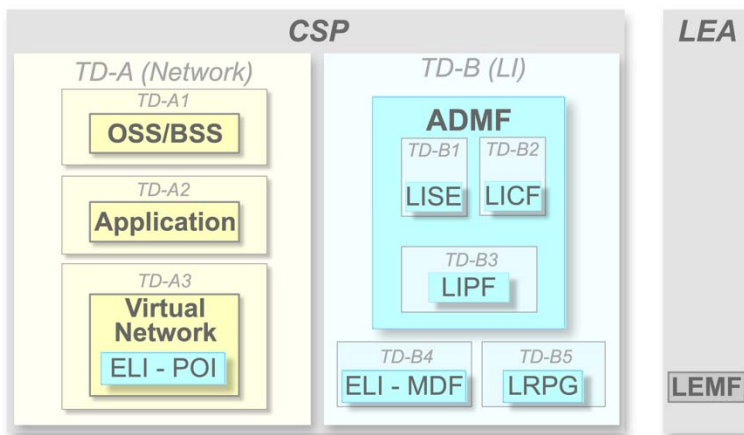 CSP
LEA
TD-A (Network)
TD-A1
OSS/BSS
TD-A2
Application
TD-A3
Virtual
Network
ELI - POI
TD-B (LI)
ADMF
TD-B1
LISE
TD-B2
LICF
TD-B3
LIPF
TD-B4
ELI - MDF
TD-B5
LRPG
LEMF